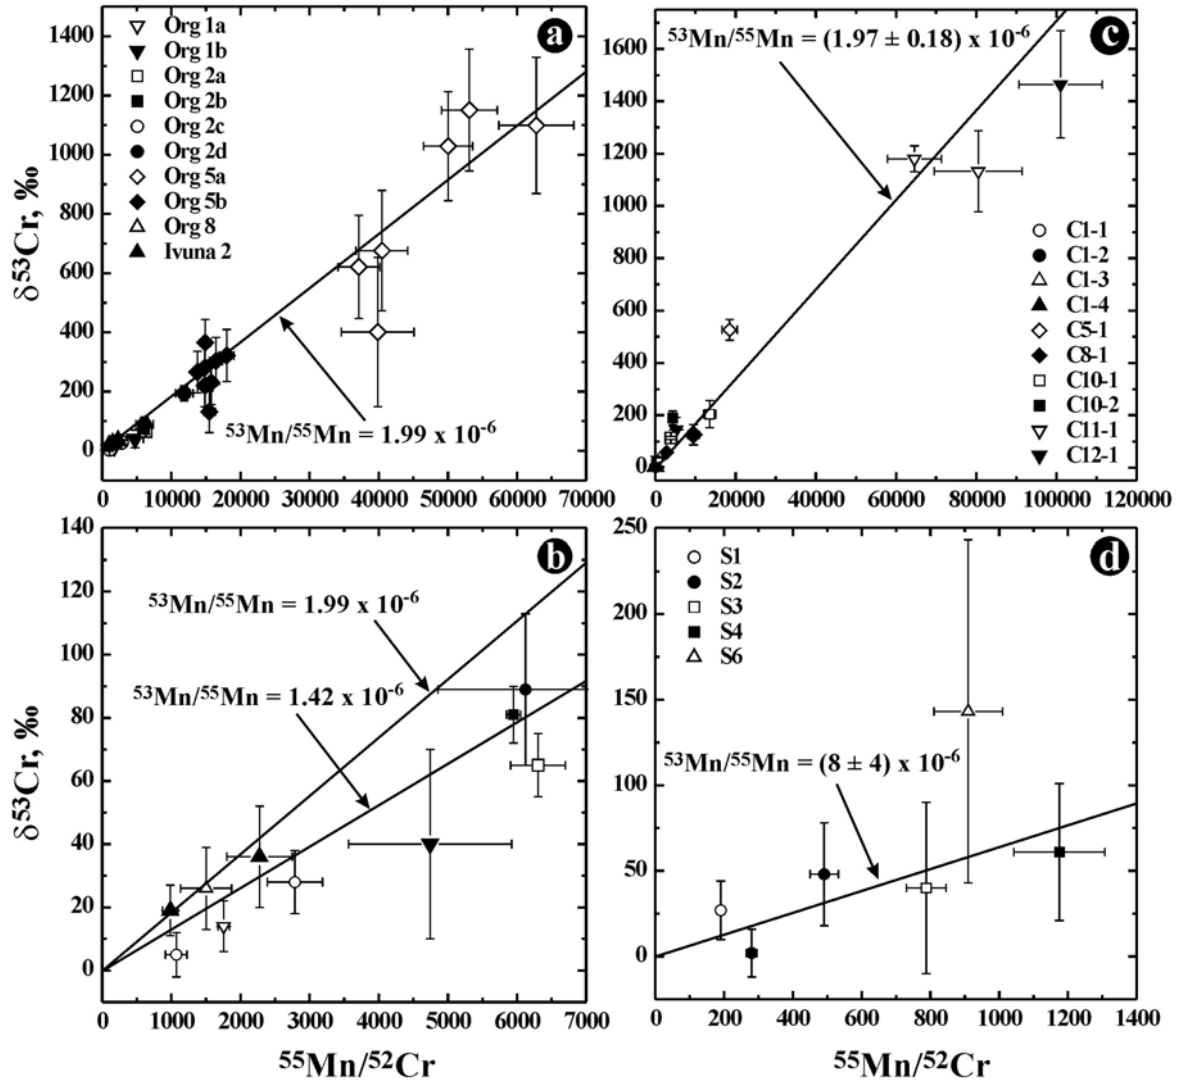 a
Org 1a
Org 1b
Org 2a
Org 2b
Org 2c
Org 2d
Org 5a
Org 5b
Org 8
Ivuna 2
⁵³Mn/⁵⁵Mn = 1.99 x 10⁻⁶
δ⁵³Cr, ‰
1400
1200
1000
800
600
400
200
0
0 10000 20000 30000 40000 50000 60000 70000
c
⁵³Mn/⁵⁵Mn = (1.97 ± 0.18) x 10⁻⁶
C1-1
C1-2
C1-3
C1-4
C5-1
C8-1
C10-1
C10-2
C11-1
C12-1
1600
1400
1200
1000
800
600
400
200
0
0 20000 40000 60000 80000 100000 120000
b
⁵³Mn/⁵⁵Mn = 1.99 x 10⁻⁶
⁵³Mn/⁵⁵Mn = 1.42 x 10⁻⁶
δ⁵³Cr, ‰
140
120
100
80
60
40
20
0
0 1000 2000 3000 4000 5000 6000 7000
⁵⁵Mn/⁵²Cr
d
S1
S2
S3
S4
S6
⁵³Mn/⁵⁵Mn = (8 ± 4) x 10⁻⁶
250
200
150
100
50
0
0 200 400 600 800 1000 1200 1400
⁵⁵Mn/⁵²Cr